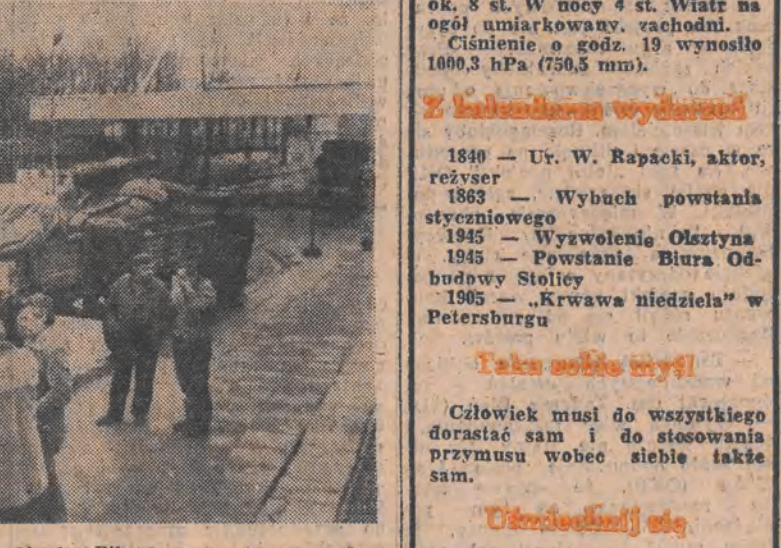 ok. 8 st. W nocy 4 st. Wiatr na
ogół umiarkowany, zachodni.
Ciśnienie o godz. 19 wynosiło
1000,3 hPa (750,5 mm).
Z kalendarza wydarzeń
1840 — Ur. W. Rapacki, aktor,
reżyser
1863 — Wybuch powstania
styczniowego
1945 — Wyzwolenie Olsztyna
1945 — Powstanie Biura Od-
budowy Stolicy
1905 — „Krwawa niedziela” w
Petersburgu
Taka sobie myśl
Człowiek musi do wszystkiego
dorastać sam i do stosowania
przymusu wobec siebie także
sam.
Uśmiechnij się